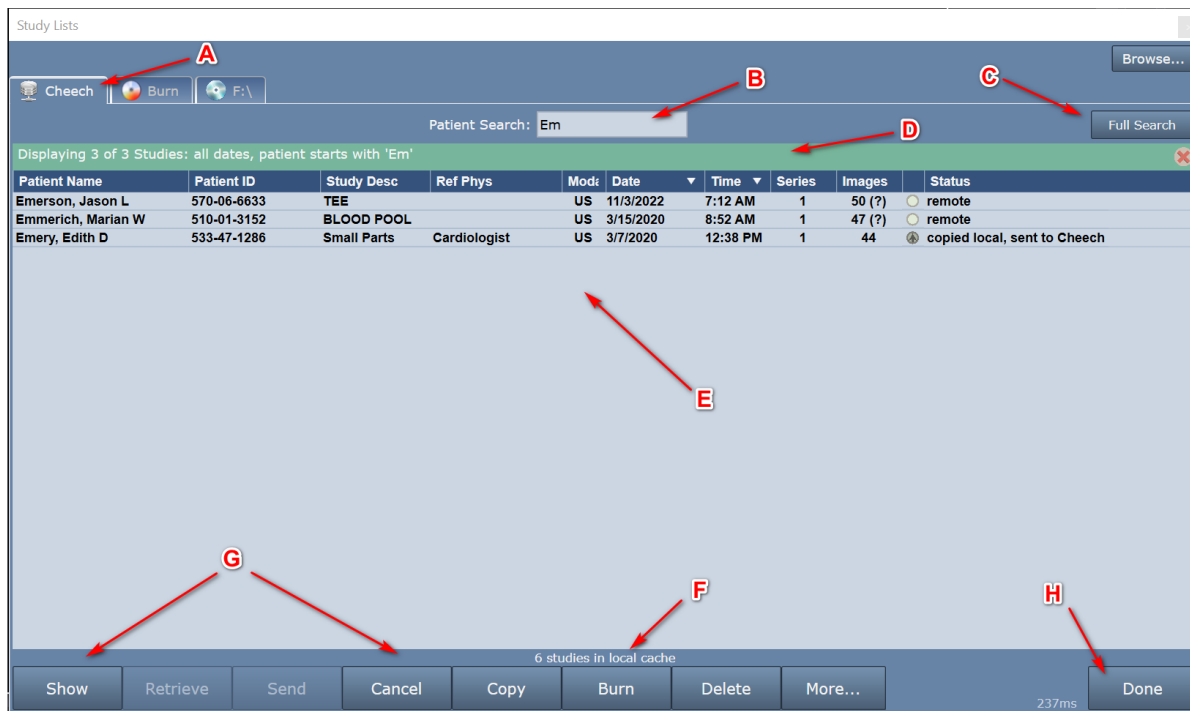 Study Lists
A
Browse...
Cheech Burn F:\
B
C
Patient Search: Em
Full Search
D
Displaying 3 of 3 Studies: all dates, patient starts with 'Em'
Patient Name Patient ID Study Desc Ref Phys Moda Date Time Series Images Status
Emerson, Jason L 570-06-6633 TEE US 11/3/2022 7:12 AM 1 50 (?) remote
Emmerich, Marian W 510-01-3152 BLOOD POOL US 3/15/2020 8:52 AM 1 47 (?) remote
Emery, Edith D 533-47-1286 Small Parts Cardiologist US 3/7/2020 12:38 PM 1 44 copied local, sent to Cheech
E
G
F
H
6 studies in local cache
Show Retrieve Send Cancel Copy Burn Delete More... 237ms Done